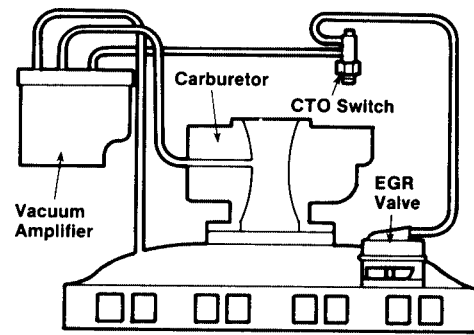 Carburetor
CTO Switch
EGR
Valve
Vacuum
Amplifier